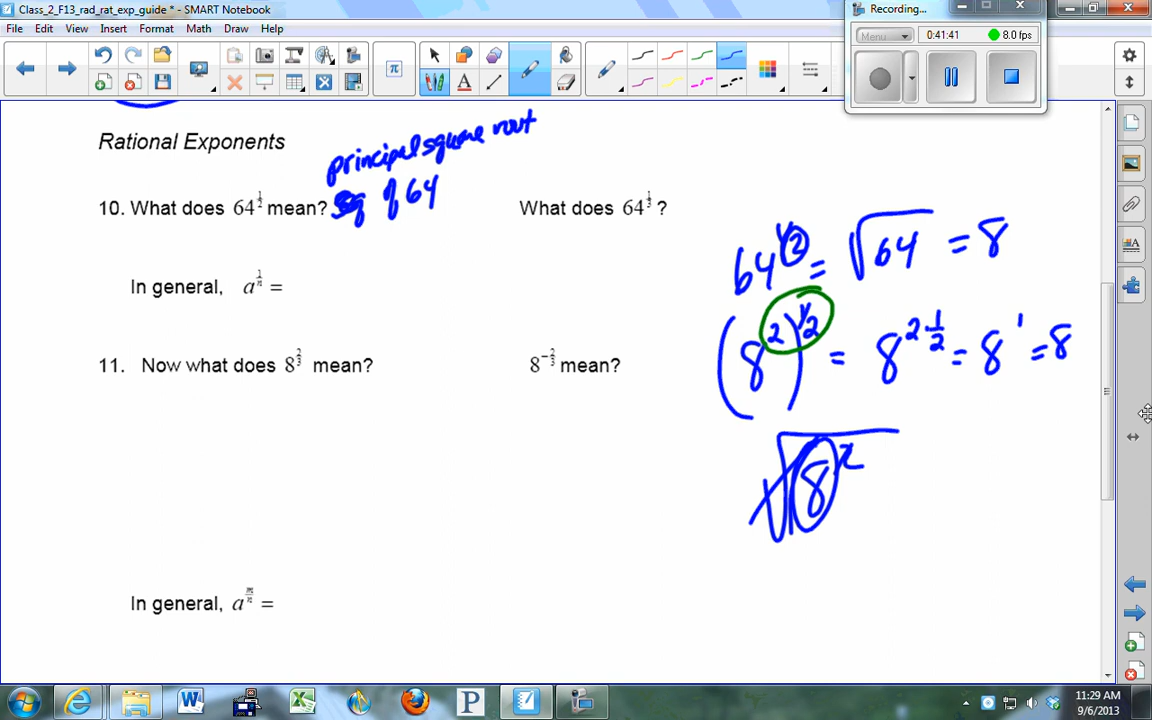 Class_2_F13_rad_rat_exp_guide * - SMART Notebook
Recording...
File Edit View Insert Format Math Draw Help
Menu
0:41:41
8.0 fps
Rational Exponents
principal square root
of 64
10. What does 64^{1/2} mean?
What does 64^{1/3} ?
64^{1/2} = √64 = 8
In general, a^{1/n} =
(8^2)^{1/2} = 8^{2 · 1/2} = 8^1 = 8
11. Now what does 8^{2/3} mean?
8^{-2/3} mean?
√8^2
In general, a^{m/n} =
11:29 AM
9/6/2013